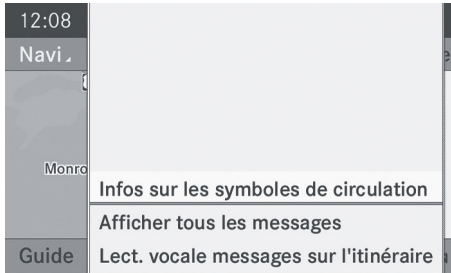 12:08
Navi
Monro
Infos sur les symboles de circulation
Afficher tous les messages
Guide
Lect. vocale messages sur l'itinéraire